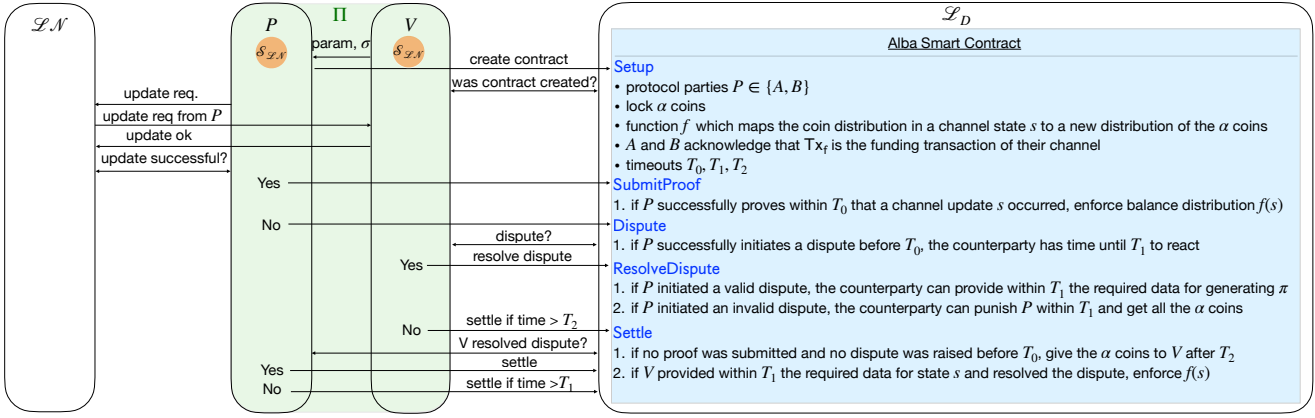 ℒ𝒩
P
Π
V
ℒ_D
𝒮_ℒ𝒩
𝒮_ℒ𝒩
param, σ
Alba Smart Contract
create contract
Setup
was contract created?
• protocol parties P ∈ {A, B}
update req.
• lock α coins
update req from P
• function f which maps the coin distribution in a channel state s to a new distribution of the α coins
update ok
• A and B acknowledge that Tx_f is the funding transaction of their channel
update successful?
• timeouts T₀, T₁, T₂
Yes
SubmitProof
1. if P successfully proves within T₀ that a channel update s occurred, enforce balance distribution f(s)
No
Dispute
dispute?
1. if P successfully initiates a dispute before T₀, the counterparty has time until T₁ to react
Yes
resolve dispute
ResolveDispute
1. if P initiated a valid dispute, the counterparty can provide within T₁ the required data for generating π
2. if P initiated an invalid dispute, the counterparty can punish P within T₁ and get all the α coins
No
settle if time > T₂
Settle
V resolved dispute?
1. if no proof was submitted and no dispute was raised before T₀, give the α coins to V after T₂
Yes
settle
2. if V provided within T₁ the required data for state s and resolved the dispute, enforce f(s)
No
settle if time >T₁